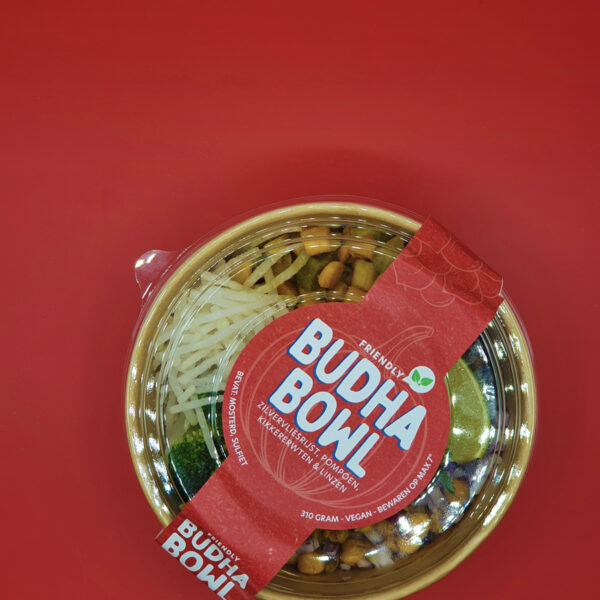 FRIENDLY
BUDHA
BOWL
ZILVERVLIESRIJST, POMPOEN,
KIKKERERWTEN & LINZEN
BEVAT: MOSTERD, SULFIET
310 GRAM - VEGAN - BEWAREN OP MAX 7°
FRIENDLY
BUDHA
BOWL